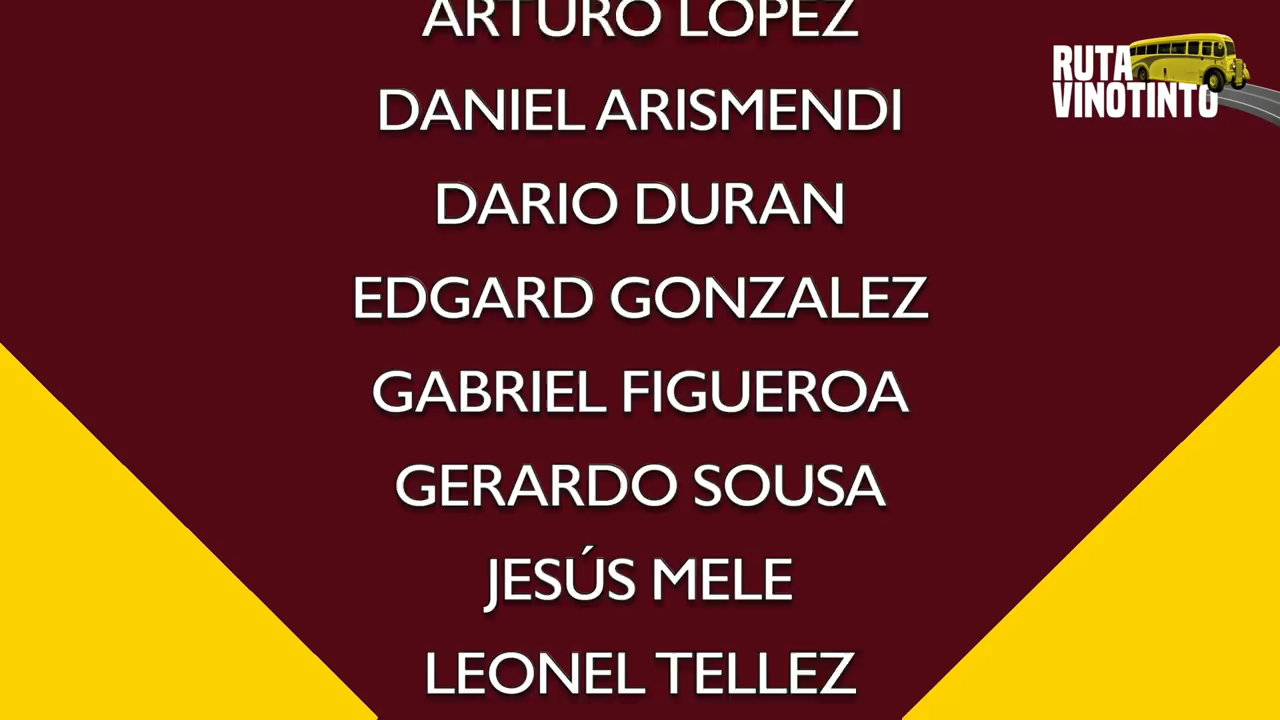 ARTURO LOPEZ
RUTA
VINOTINTO
DANIEL ARISMENDI
DARIO DURAN
EDGARD GONZALEZ
GABRIEL FIGUEROA
GERARDO SOUSA
JESÚS MELE
LEONEL TELLEZ